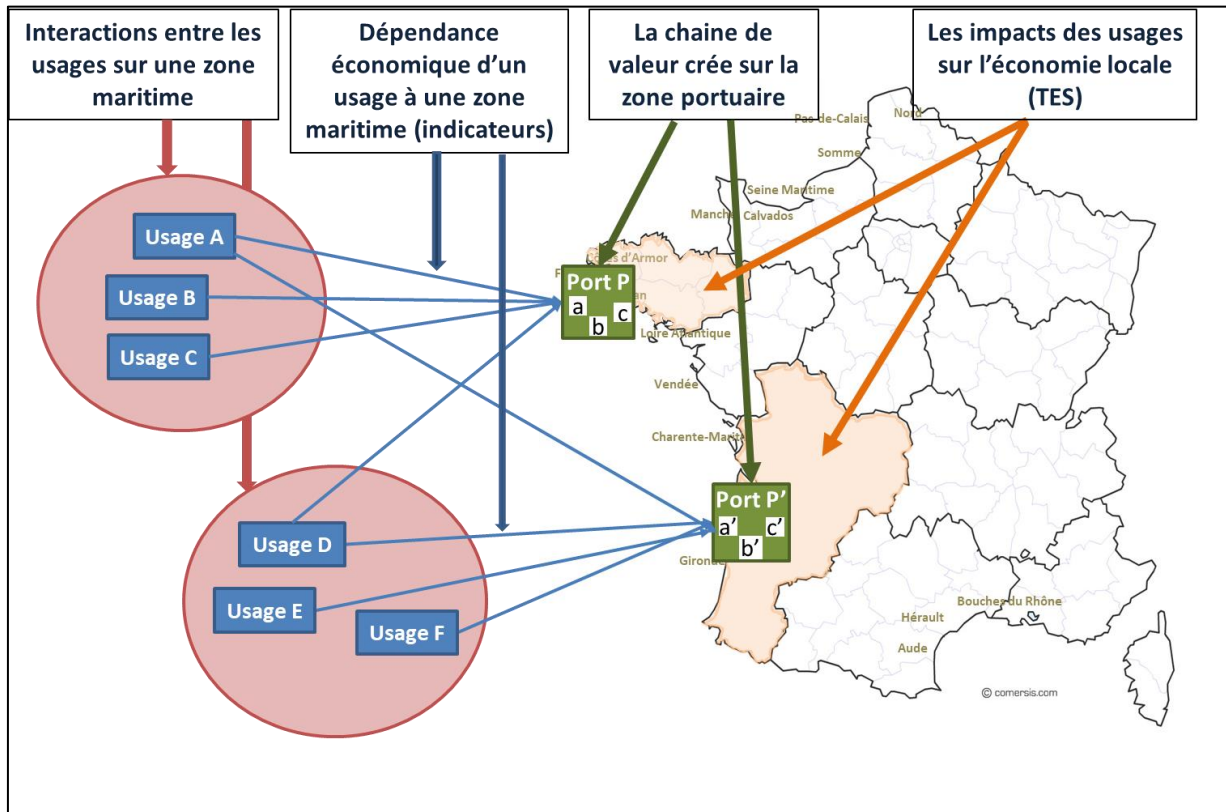 Interactions entre les
usages sur une zone
maritime
Dépendance
économique d'un
usage à une zone
maritime (indicateurs)
La chaine de
valeur crée sur la
zone portuaire
Les impacts des usages
sur l'économie locale
(TES)
Pas-de-Calais
Nord
Somme
Seine Maritime
Manche
Calvados
Usage A
Usage B
Usage C
d'Armor
Port P
a
b
c
Loire Atlantique
Vendée
Charente-Marit
Port P'
a'
b'
c'
Gironde
Usage D
Usage E
Usage F
Bouches du Rhône
Hérault
Aude
© comersis.com